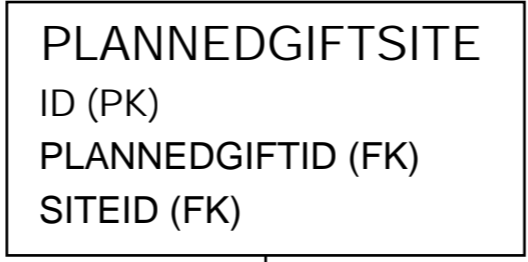 PLANNEDGIFTSITE
ID (PK)
PLANNEDGIFTID (FK)
SITEID (FK)